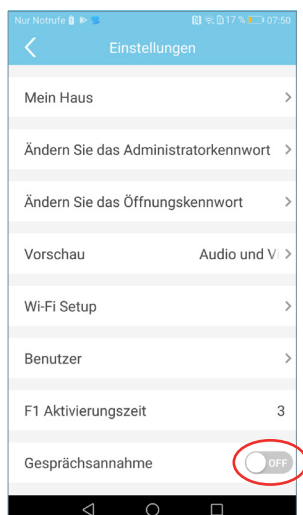 Nur Notrufe 17 % 07:50
Einstellungen
Mein Haus
Ändern Sie das Administratorkennwort
Ändern Sie das Öffnungskennwort
Vorschau Audio und Vi
Wi-Fi Setup
Benutzer
F1 Aktivierungszeit 3
Gesprächsannahme OFF